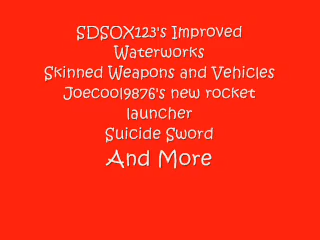 SDSOX123's Improved
Waterworks
Skinned Weapons and Vehicles
Joecool9876's new rocket
launcher
Suicide Sword
And More